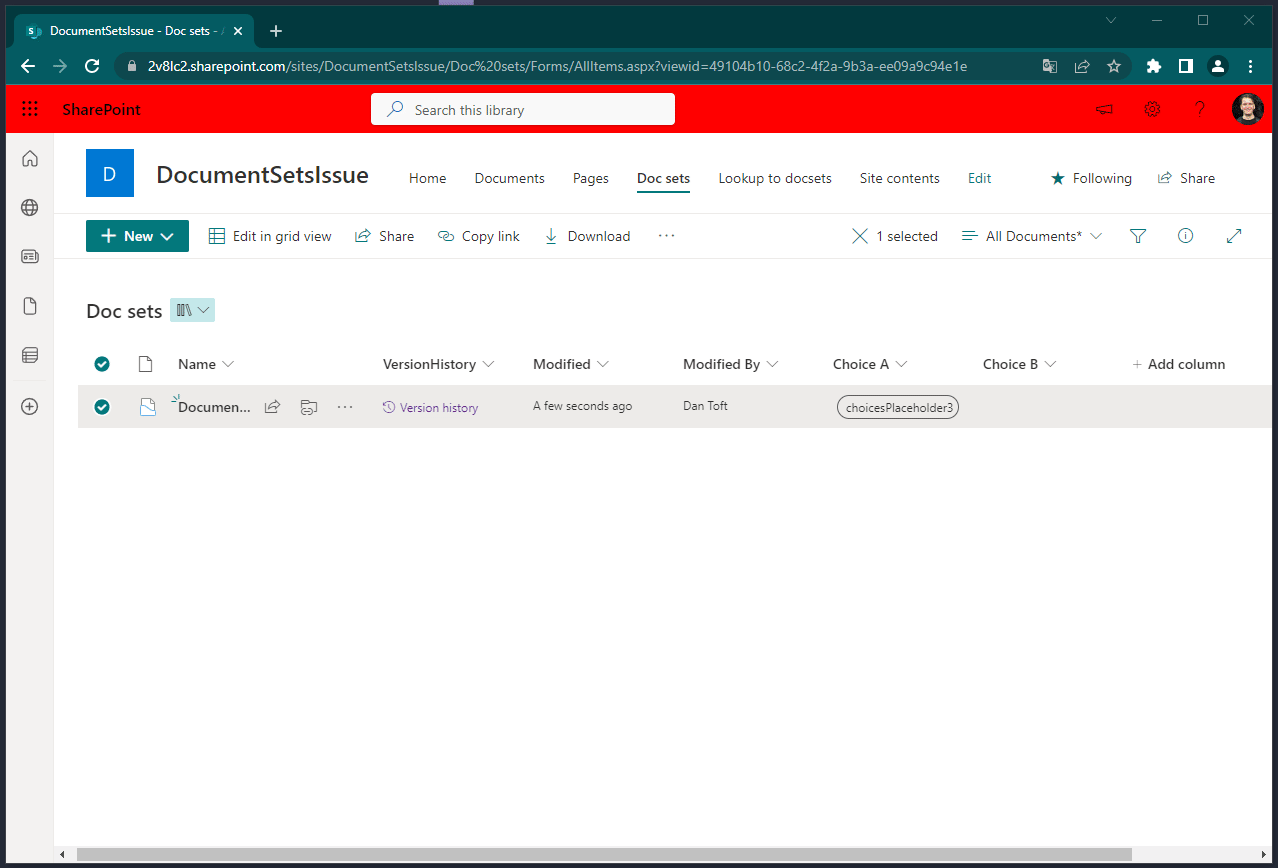 DocumentSetsIssue - Doc sets -
2v8lc2.sharepoint.com/sites/DocumentSetsIssue/Doc%20sets/Forms/AllItems.aspx?viewid=49104b10-68c2-4f2a-9b3a-ee09a9c94e1e
SharePoint Search this library
D DocumentSetsIssue Home Documents Pages Doc sets Lookup to docsets Site contents Edit Following Share
New Edit in grid view Share Copy link Download ... 1 selected All Documents*
Doc sets
Name VersionHistory Modified Modified By Choice A Choice B + Add column
Documen... ... Version history A few seconds ago Dan Toft choicesPlaceholder3